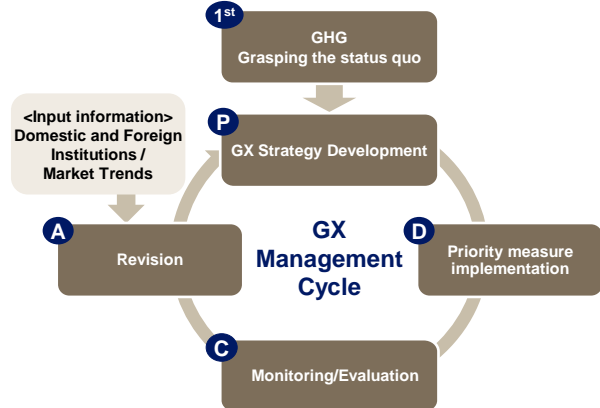 1st
GHG
Grasping the status quo
<Input information>
Domestic and Foreign
Institutions /
Market Trends
P
GX Strategy Development
A
Revision
GX
Management
Cycle
D
Priority measure
implementation
C
Monitoring/Evaluation